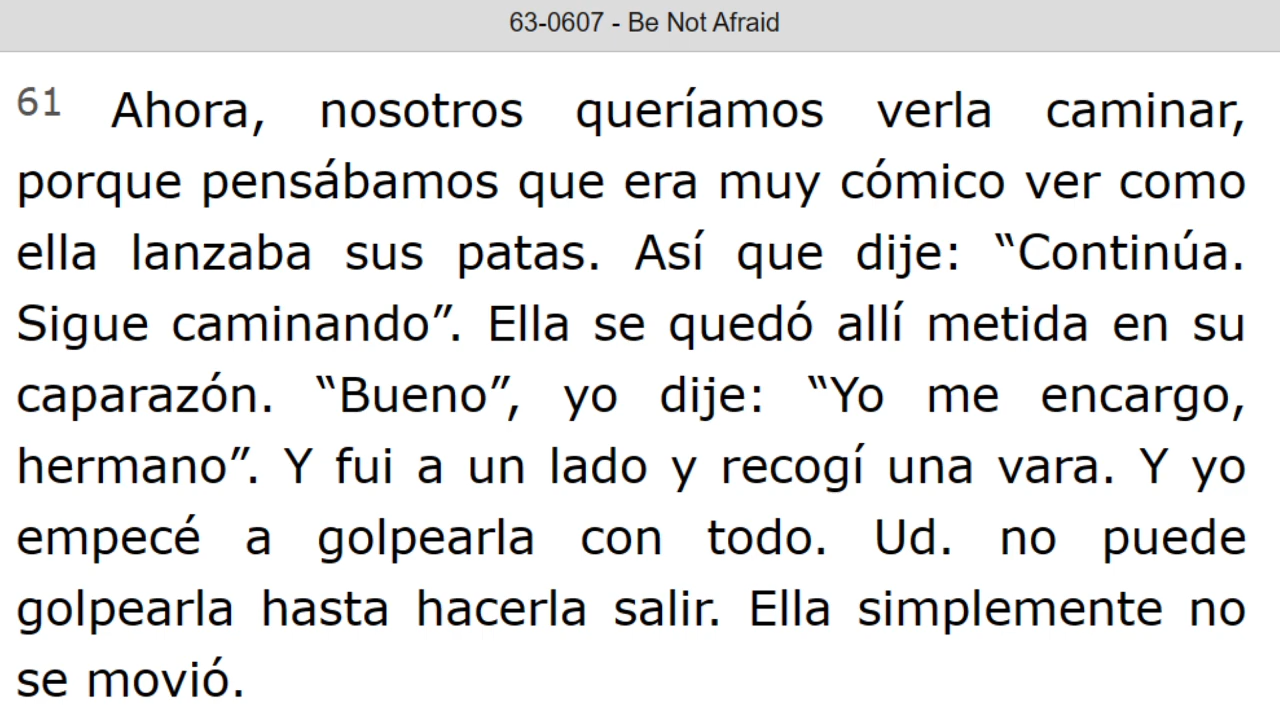 63-0607 - Be Not Afraid
61 Ahora, nosotros queríamos verla caminar,
porque pensábamos que era muy cómico ver como
ella lanzaba sus patas. Así que dije: “Continúa.
Sigue caminando”. Ella se quedó allí metida en su
caparazón. “Bueno”, yo dije: “Yo me encargo,
hermano”. Y fui a un lado y recogí una vara. Y yo
empecé a golpearla con todo. Ud. no puede
golpearla hasta hacerla salir. Ella simplemente no
se movió.